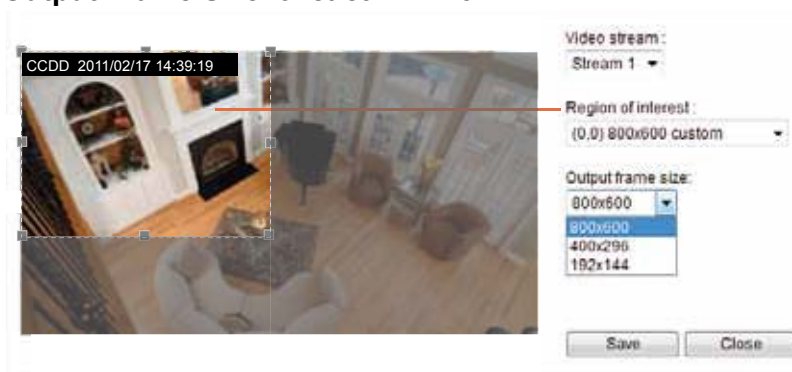 CCDD 2011/02/17 14:39:19
Video stream :
Stream 1
Region of interest :
(0,0) 800x600 custom
Output frame size:
800x600
800x600
400x296
192x144
Save
Close